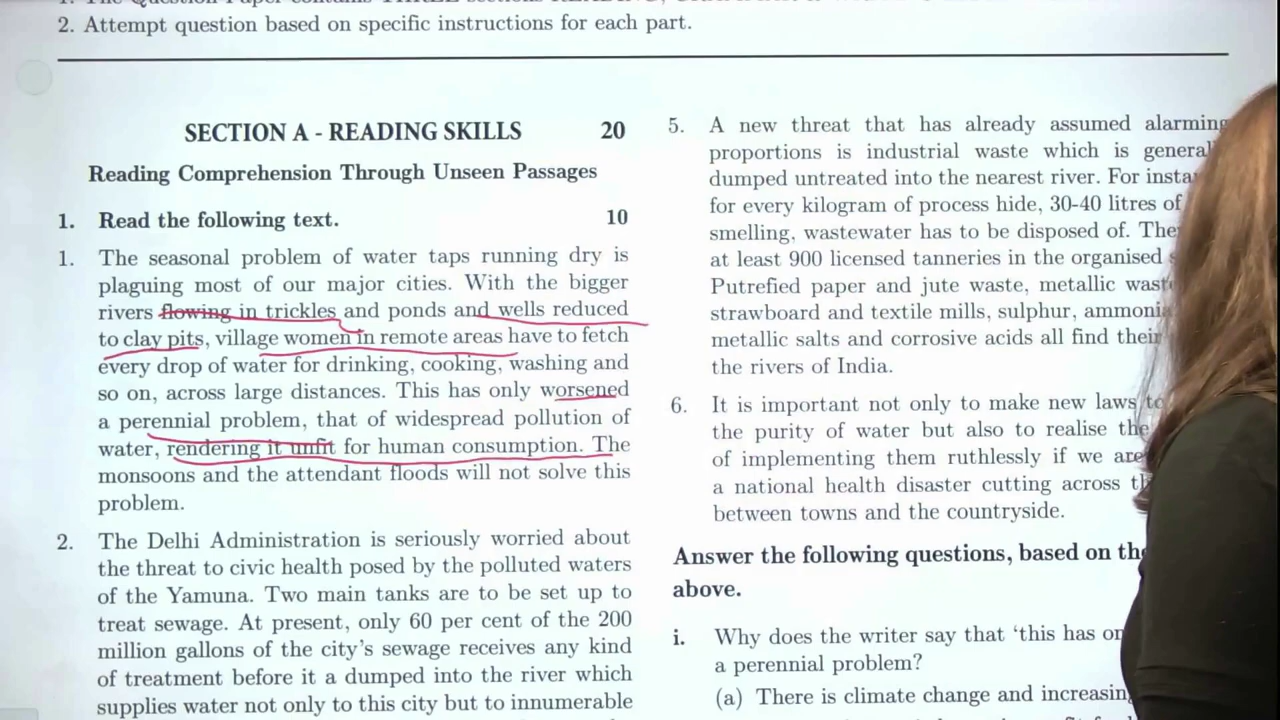 2. Attempt question based on specific instructions for each part.
SECTION A - READING SKILLS 20
Reading Comprehension Through Unseen Passages
1. Read the following text. 10
1. The seasonal problem of water taps running dry is
plaguing most of our major cities. With the bigger
rivers flowing in trickles and ponds and wells reduced
to clay pits, village women in remote areas have to fetch
every drop of water for drinking, cooking, washing and
so on, across large distances. This has only worsened
a perennial problem, that of widespread pollution of
water, rendering it unfit for human consumption. The
monsoons and the attendant floods will not solve this
problem.
2. The Delhi Administration is seriously worried about
the threat to civic health posed by the polluted waters
of the Yamuna. Two main tanks are to be set up to
treat sewage. At present, only 60 per cent of the 200
million gallons of the city's sewage receives any kind
of treatment before it a dumped into the river which
supplies water not only to this city but to innumerable
5. A new threat that has already assumed alarming
proportions is industrial waste which is
dumped untreated into the nearest river. For
for every kilogram of process hide, 30-40 litres of
smelling, wastewater has to be disposed of.
at least 900 licensed tanneries in the organised
Putrefied paper and jute waste, metallic
strawboard and textile mills, sulphur,
metallic salts and corrosive acids all find
the rivers of India.
6. It is important not only to make new laws
the purity of water but also to realise the
of implementing them ruthlessly if we are
a national health disaster cutting across
between towns and the countryside.
Answer the following questions, based on the
above.
i. Why does the writer say that 'this has
a perennial problem?
(a) There is climate change and